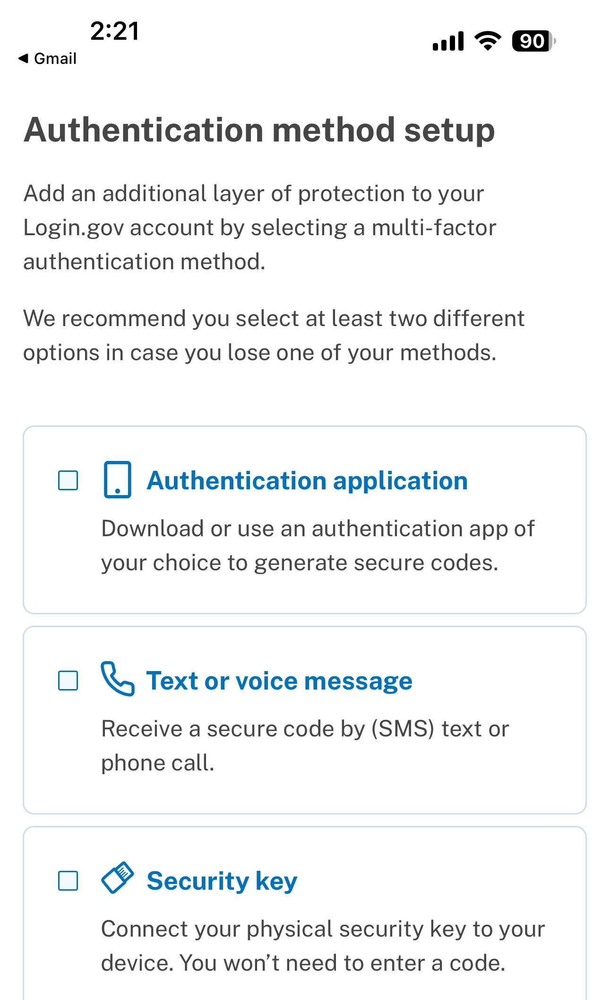 2:21
90
◀ Gmail
Authentication method setup
Add an additional layer of protection to your
Login.gov account by selecting a multi-factor
authentication method.
We recommend you select at least two different
options in case you lose one of your methods.
Authentication application
Download or use an authentication app of
your choice to generate secure codes.
Text or voice message
Receive a secure code by (SMS) text or
phone call.
Security key
Connect your physical security key to your
device. You won’t need to enter a code.